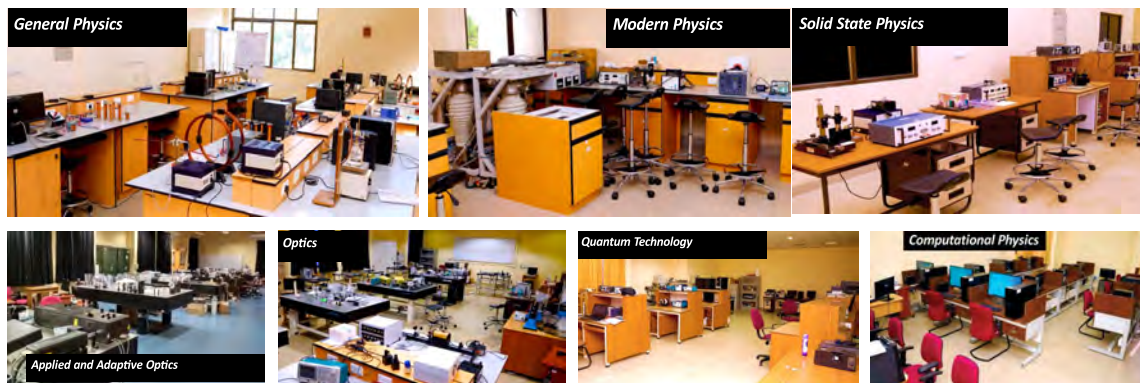 General Physics
Modern Physics
Solid State Physics
Applied and Adaptive Optics
Optics
Quantum Technology
Computational Physics